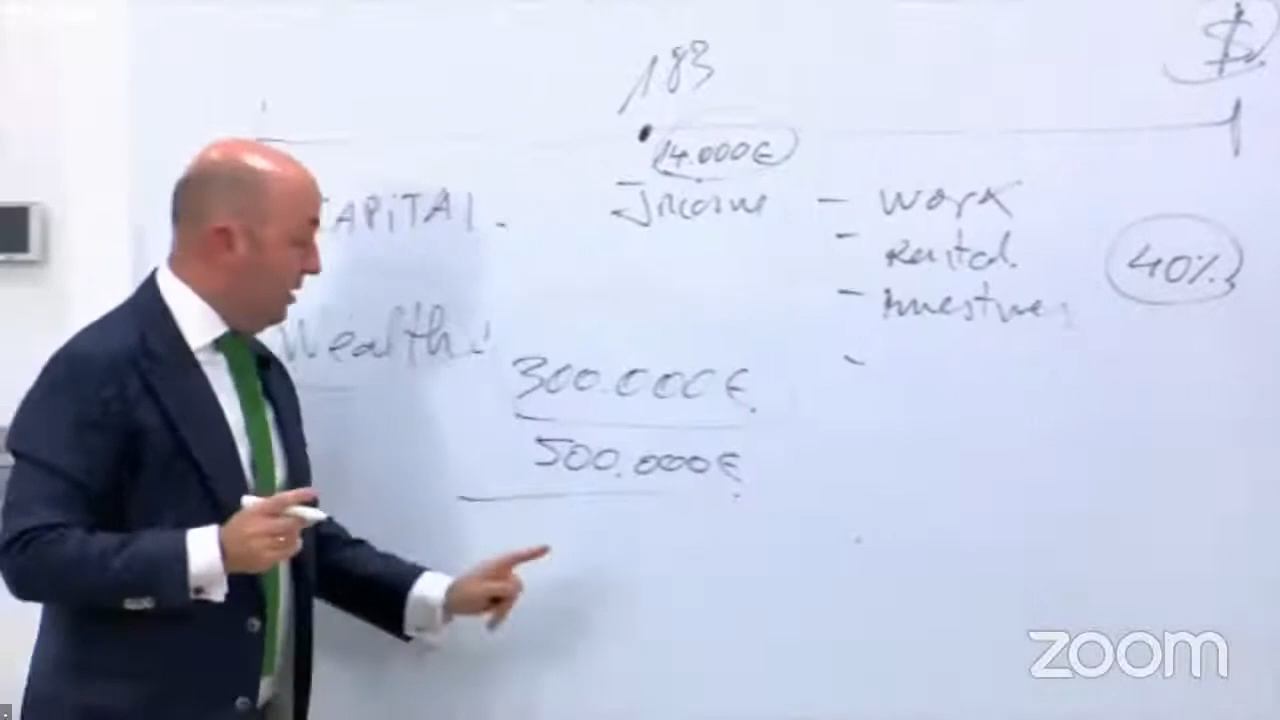 $
183
14.000€
CAPITAL.
Income - work
- Rental.
- Investme
40%
Wealth:
300.000€
500.000€
zoom